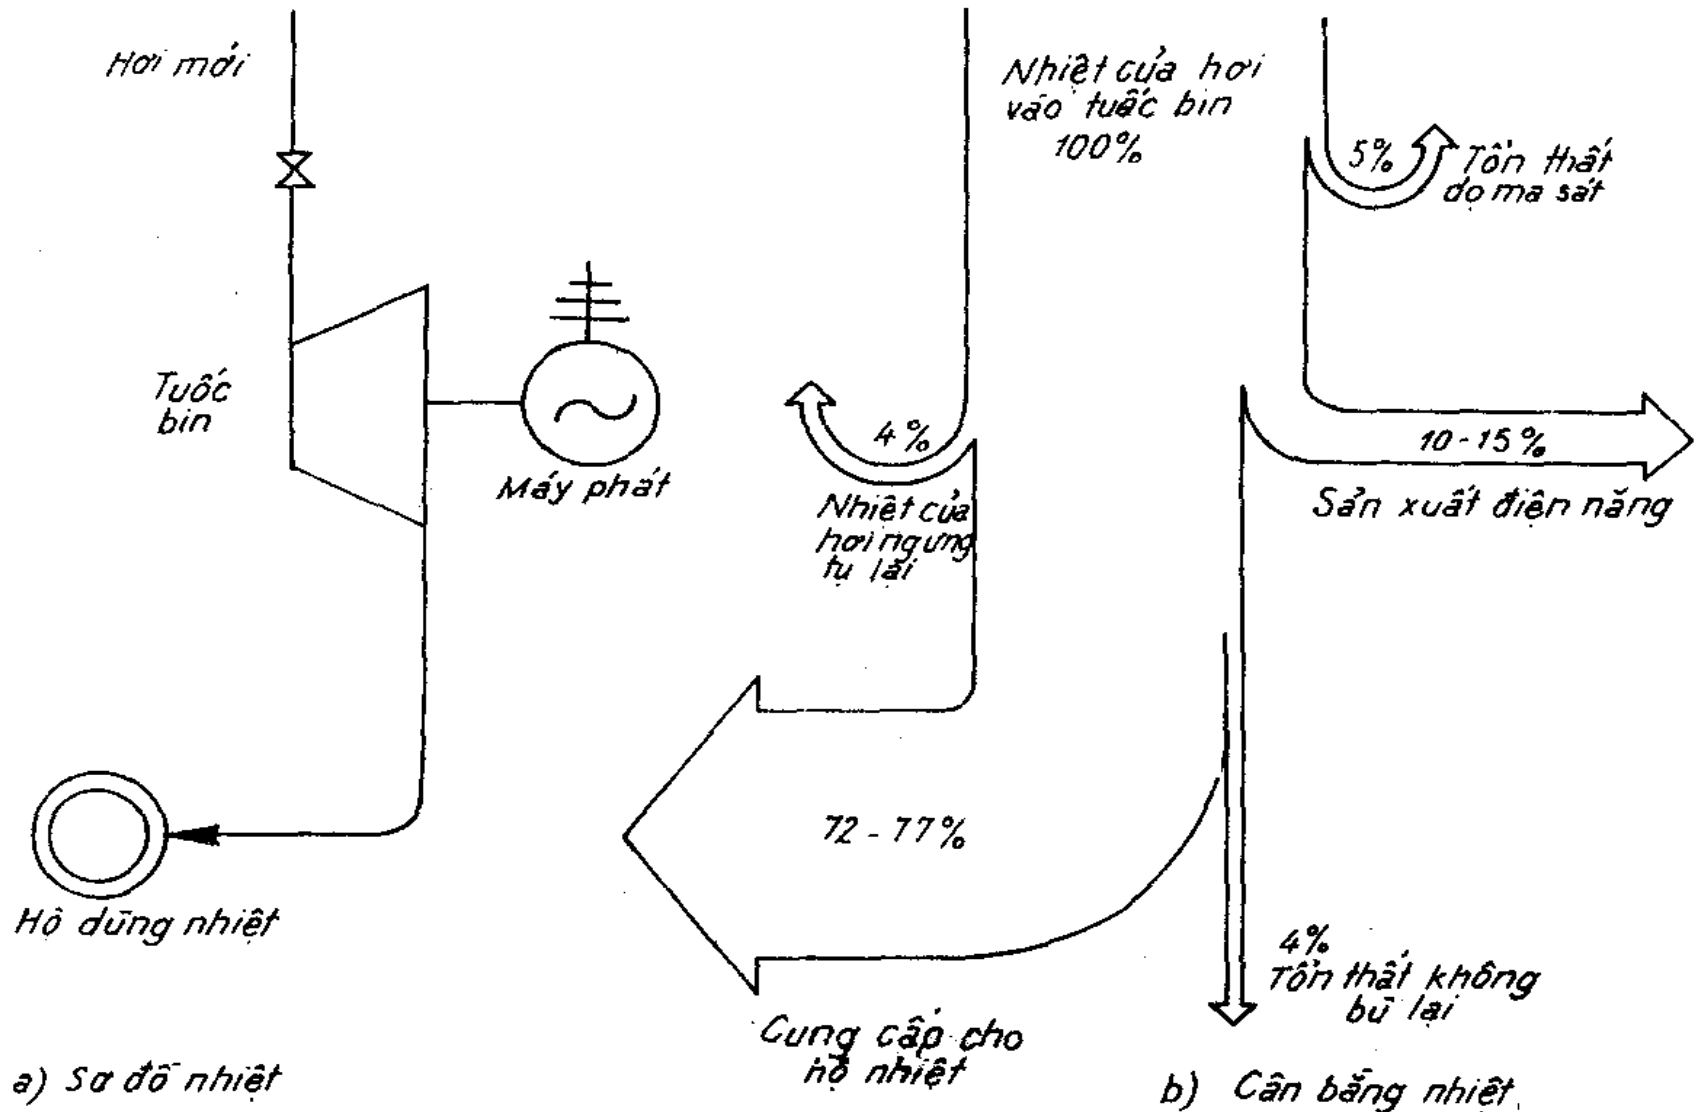 Hơi mới
Tuốc
bin
Máy phát
Hộ dùng nhiệt
a) Sơ đồ nhiệt
Nhiệt của hơi
vào tuấc bin
100%
5%
Tổn thất
do ma sát
4%
Nhiệt của
hơi ngưng
tụ lại
10-15%
Sản xuất điện năng
72-77%
Cung cấp cho
hộ nhiệt
4%
Tổn thất không
bù lại
b) Cân bằng nhiệt